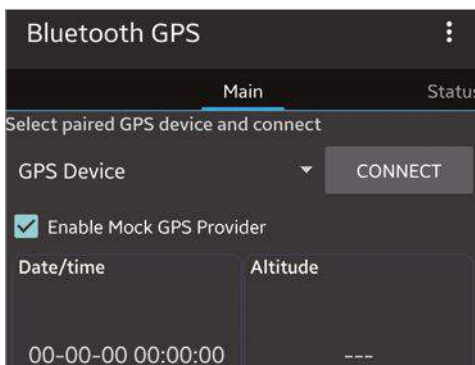 Bluetooth GPS
Main Status
Select paired GPS device and connect
GPS Device CONNECT
Enable Mock GPS Provider
Date/time Altitude
00-00-00 00:00:00 ---